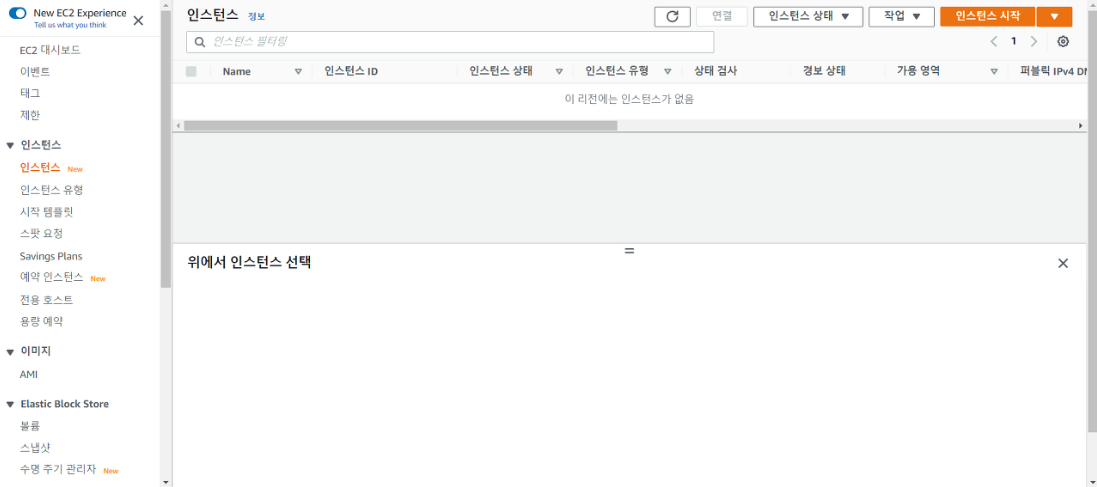 New EC2 Experience
Tell us what you think
EC2 대시보드
이벤트
태그
제한
인스턴스
인스턴스 New
인스턴스 유형
시작 템플릿
스팟 요청
Savings Plans
예약 인스턴스 New
전용 호스트
용량 예약
이미지
AMI
Elastic Block Store
볼륨
스냅샷
수명 주기 관리자 New
인스턴스 정보
연결 인스턴스 상태 작업 인스턴스 시작
인스턴스 필터링
1
Name 인스턴스 ID 인스턴스 상태 인스턴스 유형 상태 검사 경보 상태 가용 영역 퍼블릭 IPv4 DN
이 리전에는 인스턴스가 없음
위에서 인스턴스 선택